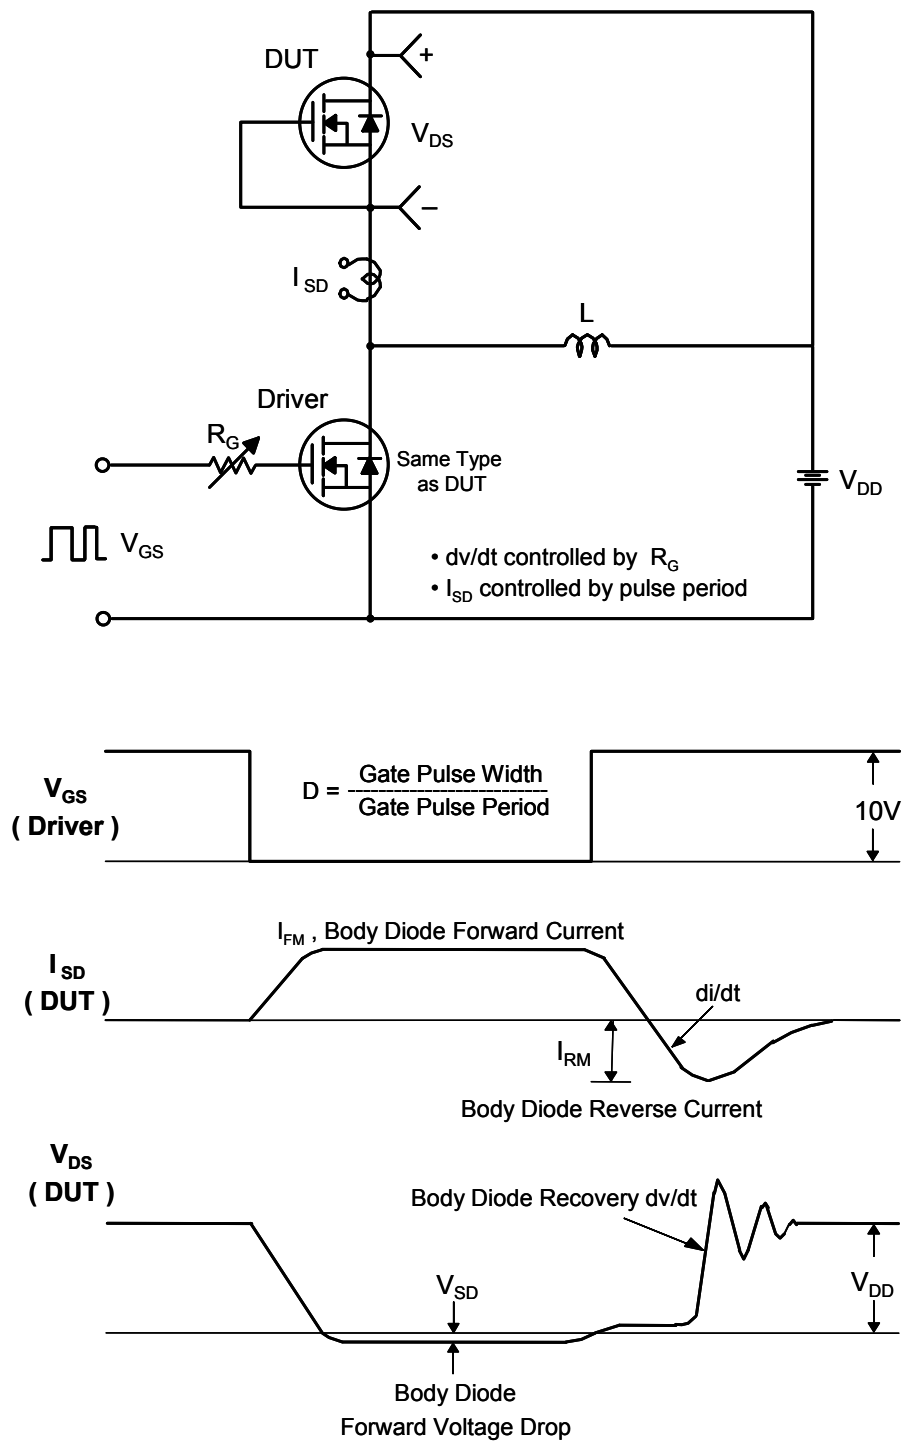 DUT
+
V_DS
−
I_SD
L
Driver
R_G
Same Type
as DUT
V_DD
V_GS
• dv/dt controlled by R_G
• I_SD controlled by pulse period
V_GS
( Driver )
D = Gate Pulse Width
Gate Pulse Period
10V
I_FM , Body Diode Forward Current
I_SD
( DUT )
di/dt
I_RM
Body Diode Reverse Current
V_DS
( DUT )
Body Diode Recovery dv/dt
V_SD
V_DD
Body Diode
Forward Voltage Drop